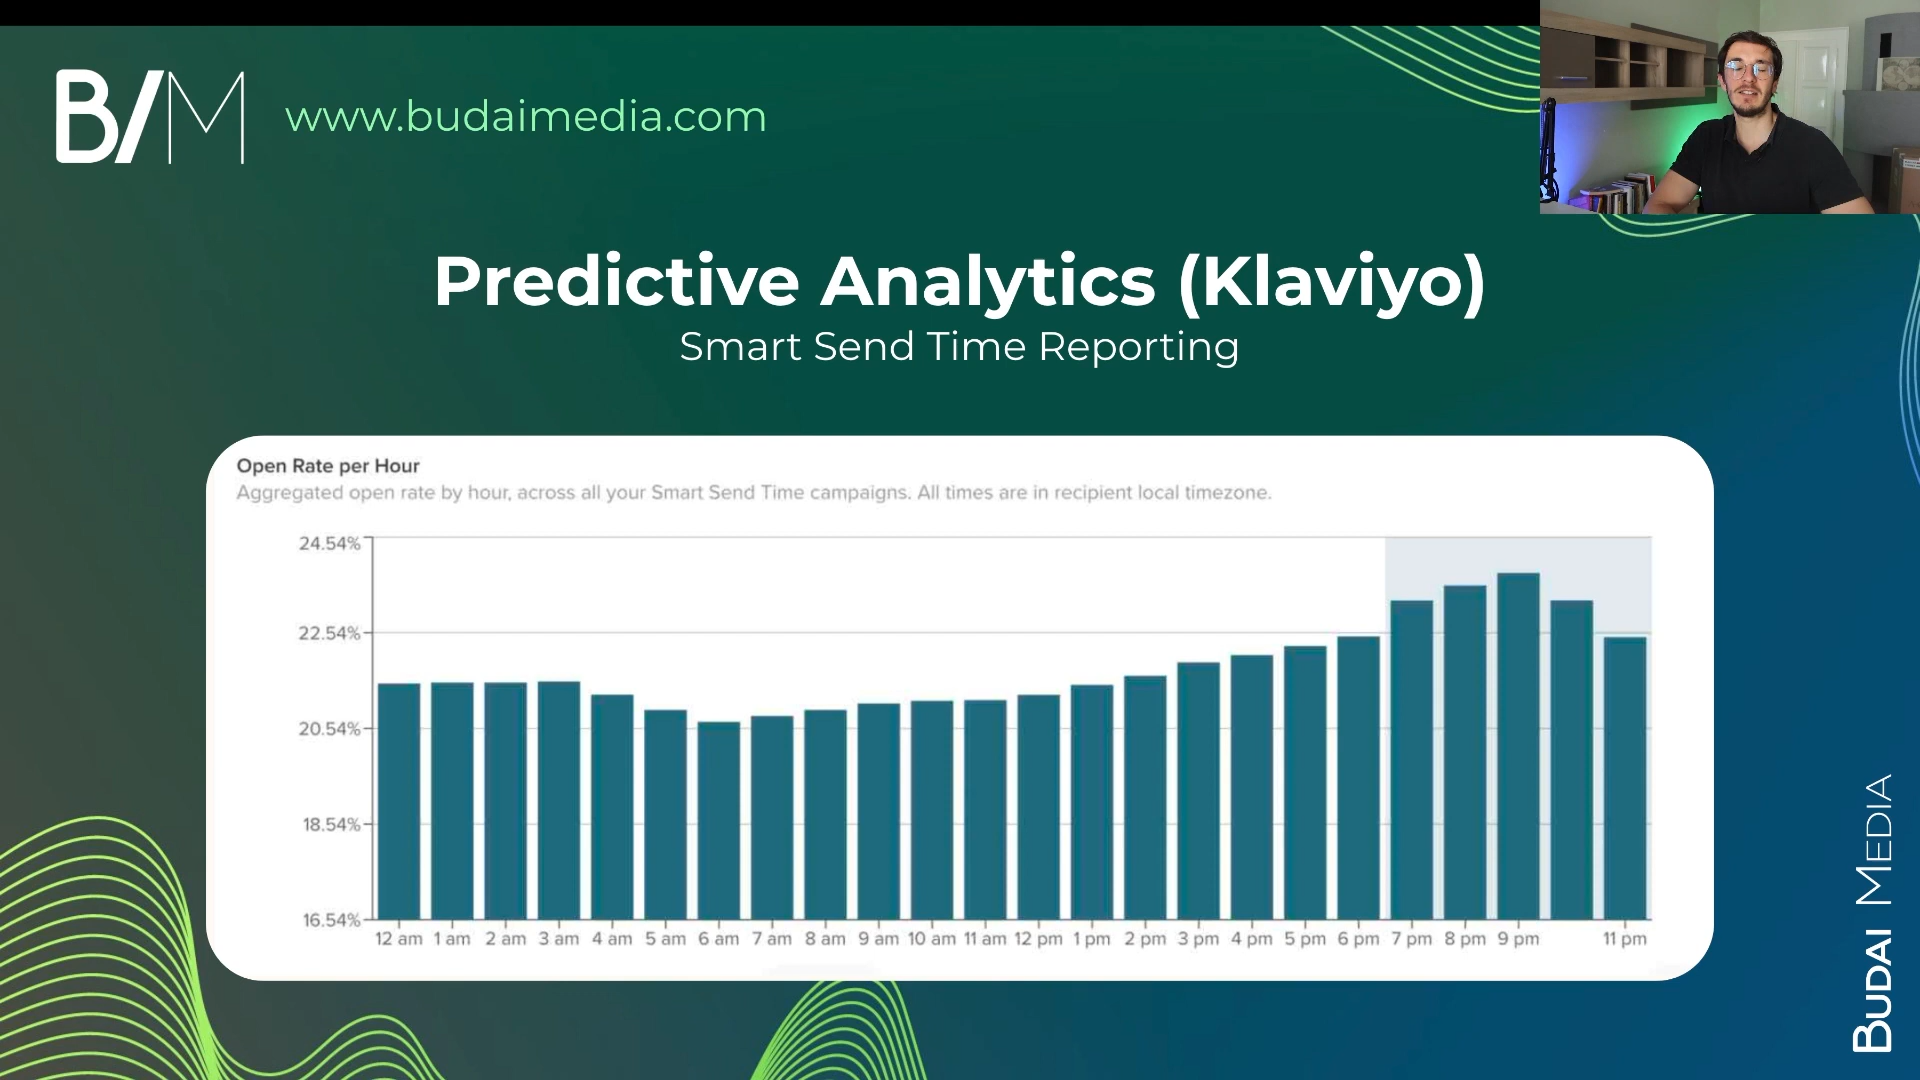 B/M
www.budaimedia.com
Predictive Analytics (Klaviyo)
Smart Send Time Reporting
Open Rate per Hour
Aggregated open rate by hour, across all your Smart Send Time campaigns. All times are in recipient local timezone.
24.54%
22.54%
20.54%
18.54%
16.54%
12 am 1 am 2 am 3 am 4 am 5 am 6 am 7 am 8 am 9 am 10 am 11 am 12 pm 1 pm 2 pm 3 pm 4 pm 5 pm 6 pm 7 pm 8 pm 9 pm 11 pm
BUDAI MEDIA